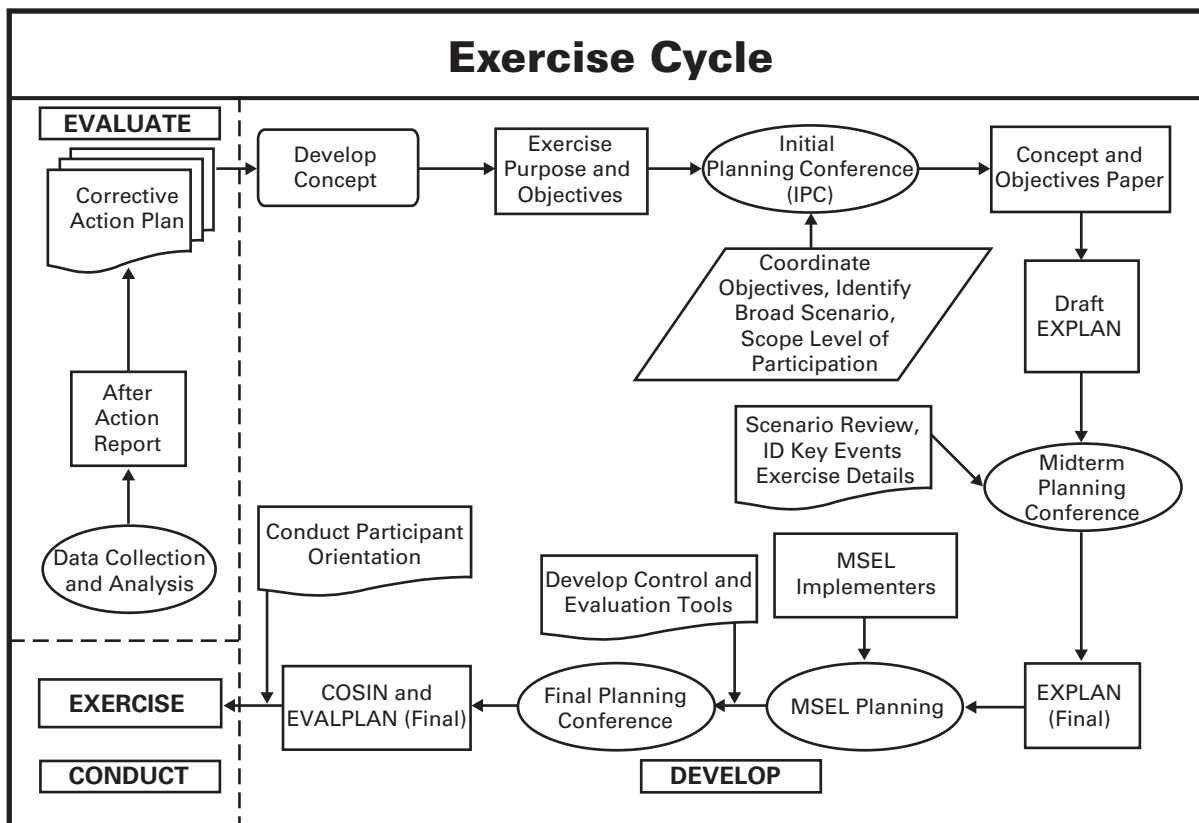 Exercise Cycle
EVALUATE
Corrective
Action Plan
After
Action
Report
Data Collection
and Analysis
Develop
Concept
Exercise
Purpose and
Objectives
Initial
Planning Conference
(IPC)
Concept and
Objectives Paper
Coordinate
Objectives, Identify
Broad Scenario,
Scope Level of
Participation
Draft
EXPLAN
Scenario Review,
ID Key Events
Exercise Details
Midterm
Planning
Conference
Conduct Participant
Orientation
Develop Control and
Evaluation Tools
MSEL
Implementers
EXERCISE
COSIN and
EVALPLAN (Final)
Final Planning
Conference
MSEL Planning
EXPLAN
(Final)
CONDUCT
DEVELOP